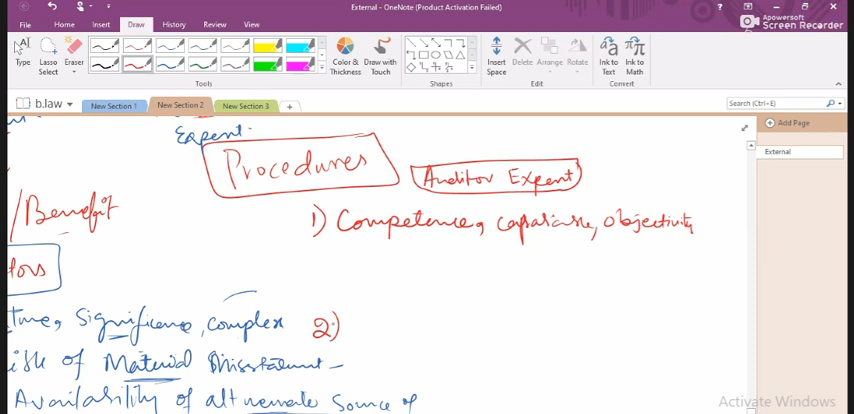 External - OneNote (Product Activation Failed)
Apowersoft
Screen Recorder
File Home Insert Draw History Review View
Type
Lasso Select
Eraser
Color & Thickness
Draw with Touch
Insert Space
Delete
Arrange
Rotate
Ink to Text
Ink to Math
Tools
Shapes
Edit
Convert
b.law
New Section 1
New Section 2
New Section 3
Search (Ctrl+E)
Add Page
External
Expert.
Procedures
Auditor Expert
/Benefit
1) Competence, , objectivity
tors
ture, Significance, complex
2)
isk of Material Misstatement -
Availability of alternate source of
Activate Windows